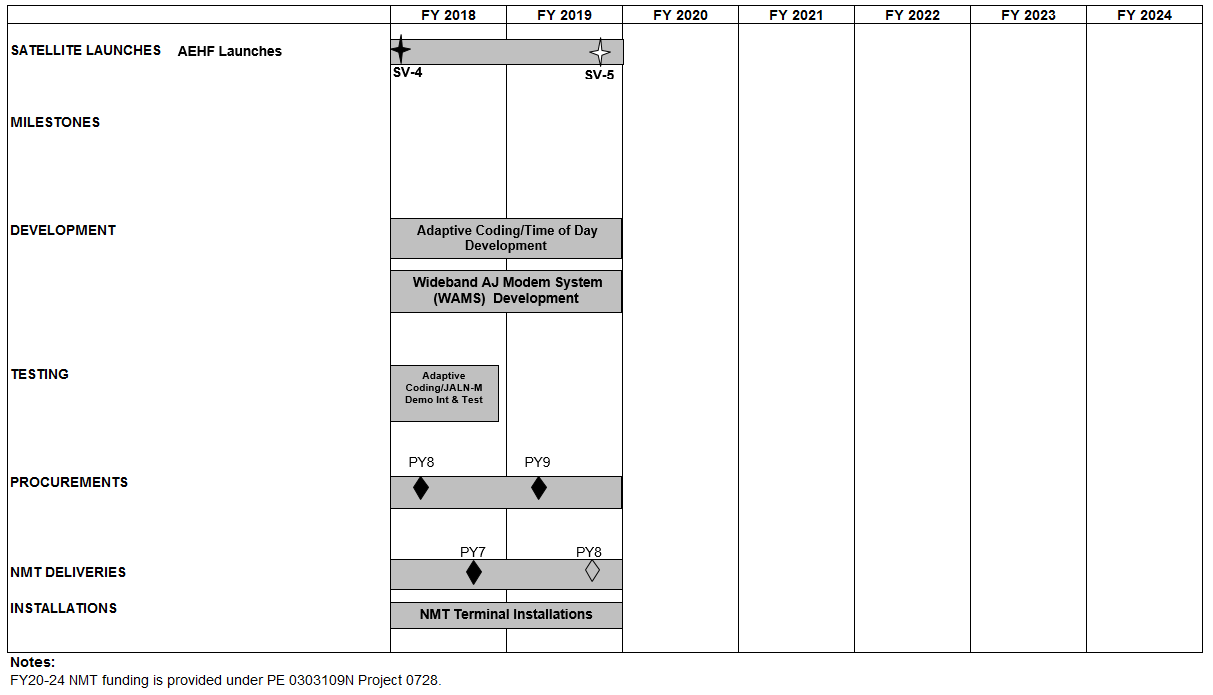 FY 2018 FY 2019 FY 2020 FY 2021 FY 2022 FY 2023 FY 2024
SATELLITE LAUNCHES AEHF Launches
SV-4 SV-5
MILESTONES
DEVELOPMENT
Adaptive Coding/Time of Day
Development
Wideband AJ Modem System
(WAMS) Development
TESTING
Adaptive
Coding/JALN-M
Demo Int & Test
PY8 PY9
PROCUREMENTS
PY7 PY8
NMT DELIVERIES
INSTALLATIONS
NMT Terminal Installations
Notes:
FY20-24 NMT funding is provided under PE 0303109N Project 0728.